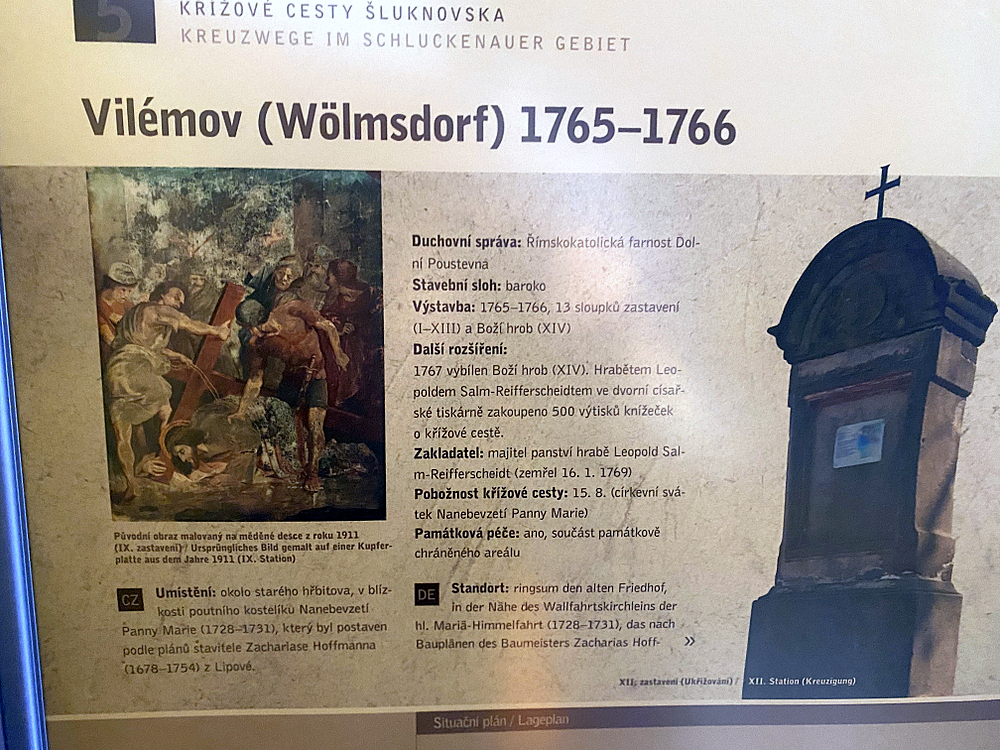 5
KŘÍŽOVÉ CESTY ŠLUKNOVSKA
KREUZWEGE IM SCHLUCKENAUER GEBIET
Vilémov (Wölmsdorf) 1765–1766
Duchovní správa: Římskokatolická farnost Dol-
ní Poustevna
Stavební sloh: baroko
Výstavba: 1765–1766, 13 sloupků zastavení
(I–XIII) a Boží hrob (XIV)
Další rozšíření:
1767 vybílen Boží hrob (XIV). Hrabětem Leo-
poldem Salm-Reifferscheidtem ve dvorní císař-
ské tiskárně zakoupeno 500 výtisků knížeček
o křížové cestě.
Zakladatel: majitel panství hrabě Leopold Sal-
m-Reifferscheidt (zemřel 16. 1. 1769)
Pobožnost křížové cesty: 15. 8. (církevní svá-
tek Nanebevzetí Panny Marie)
Památková péče: ano, součást památkově
chráněného areálu
Původní obraz malovaný na měděné desce z roku 1911
(IX. zastavení) / Ursprüngliches Bild gemalt auf einer Kupfer-
platte aus dem Jahre 1911 (IX. Station)
CZ Umístění: okolo starého hřbitova, v blíz-
kosti poutního kostelíku Nanebevzetí
Panny Marie (1728–1731), který byl postaven
podle plánů stavitele Zachariase Hoffmanna
(1678–1754) z Lipové.
DE Standort: ringsum den alten Friedhof,
in der Nähe des Wallfahrtskirchleins der
hl. Mariä-Himmelfahrt (1728–1731), das nach
Bauplänen des Baumeisters Zacharias Hoff- »
XII. zastavení (Ukřižování) / XII. Station (Kreuzigung)
Situační plán / Lageplan